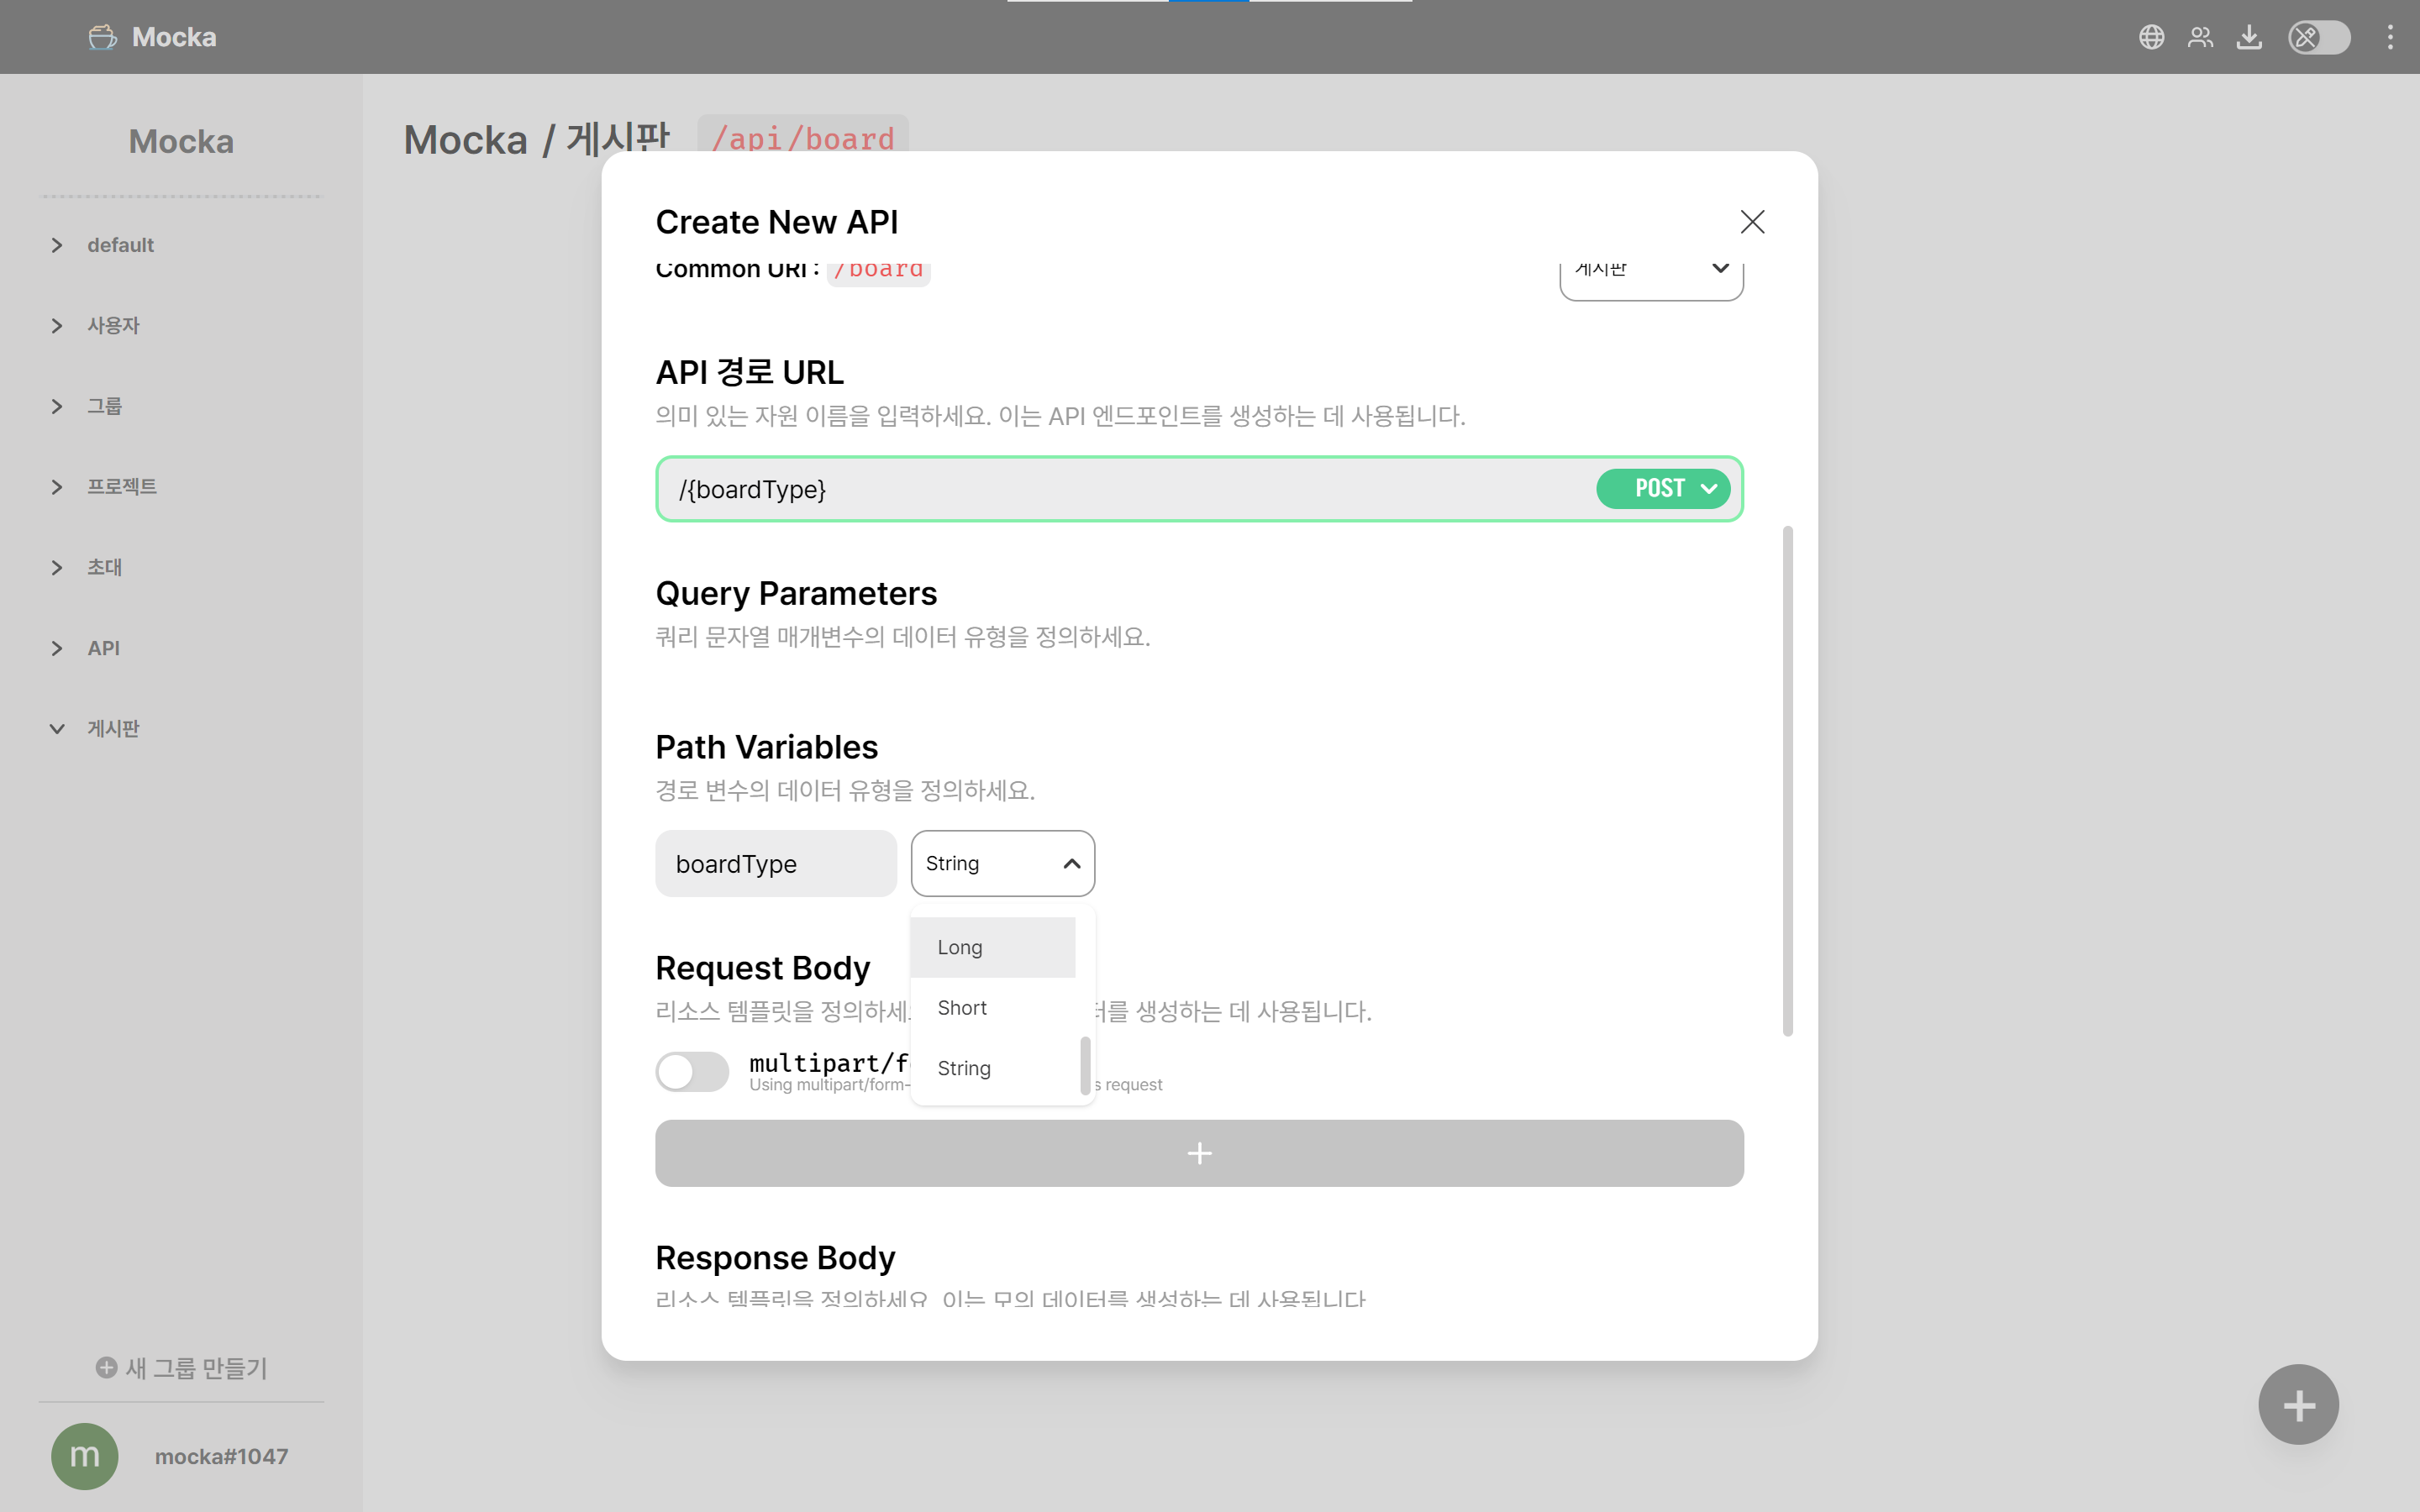 Mocka
Mocka
default
사용자
그룹
프로젝트
초대
API
게시판
새 그룹 만들기
m
mocka#1047
Mocka / 게시판 /api/board
Create New API
Common URI : /board
게시판
API 경로 URL
의미 있는 자원 이름을 입력하세요. 이는 API 엔드포인트를 생성하는 데 사용됩니다.
/{boardType}
POST
Query Parameters
쿼리 문자열 매개변수의 데이터 유형을 정의하세요.
Path Variables
경로 변수의 데이터 유형을 정의하세요.
boardType
String
Long
Short
String
Request Body
리소스 템플릿을 정의하세 터를 생성하는 데 사용됩니다.
multipart/f
Using multipart/form- s request
Response Body
리소스 템플릿을 정의하세요. 이는 모의 데이터를 생성하는 데 사용됩니다